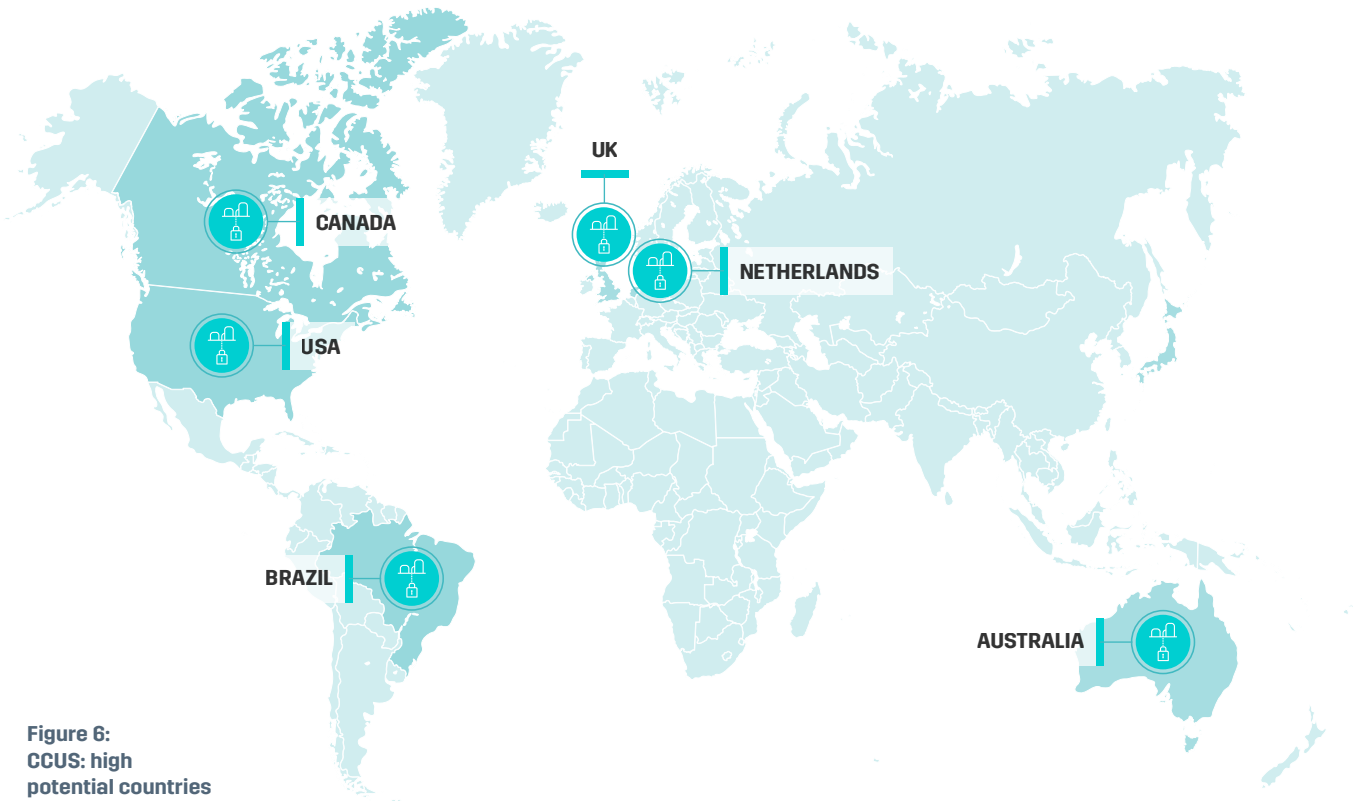 UK
CANADA
NETHERLANDS
USA
BRAZIL
AUSTRALIA
Figure 6:
CCUS: high
potential countries